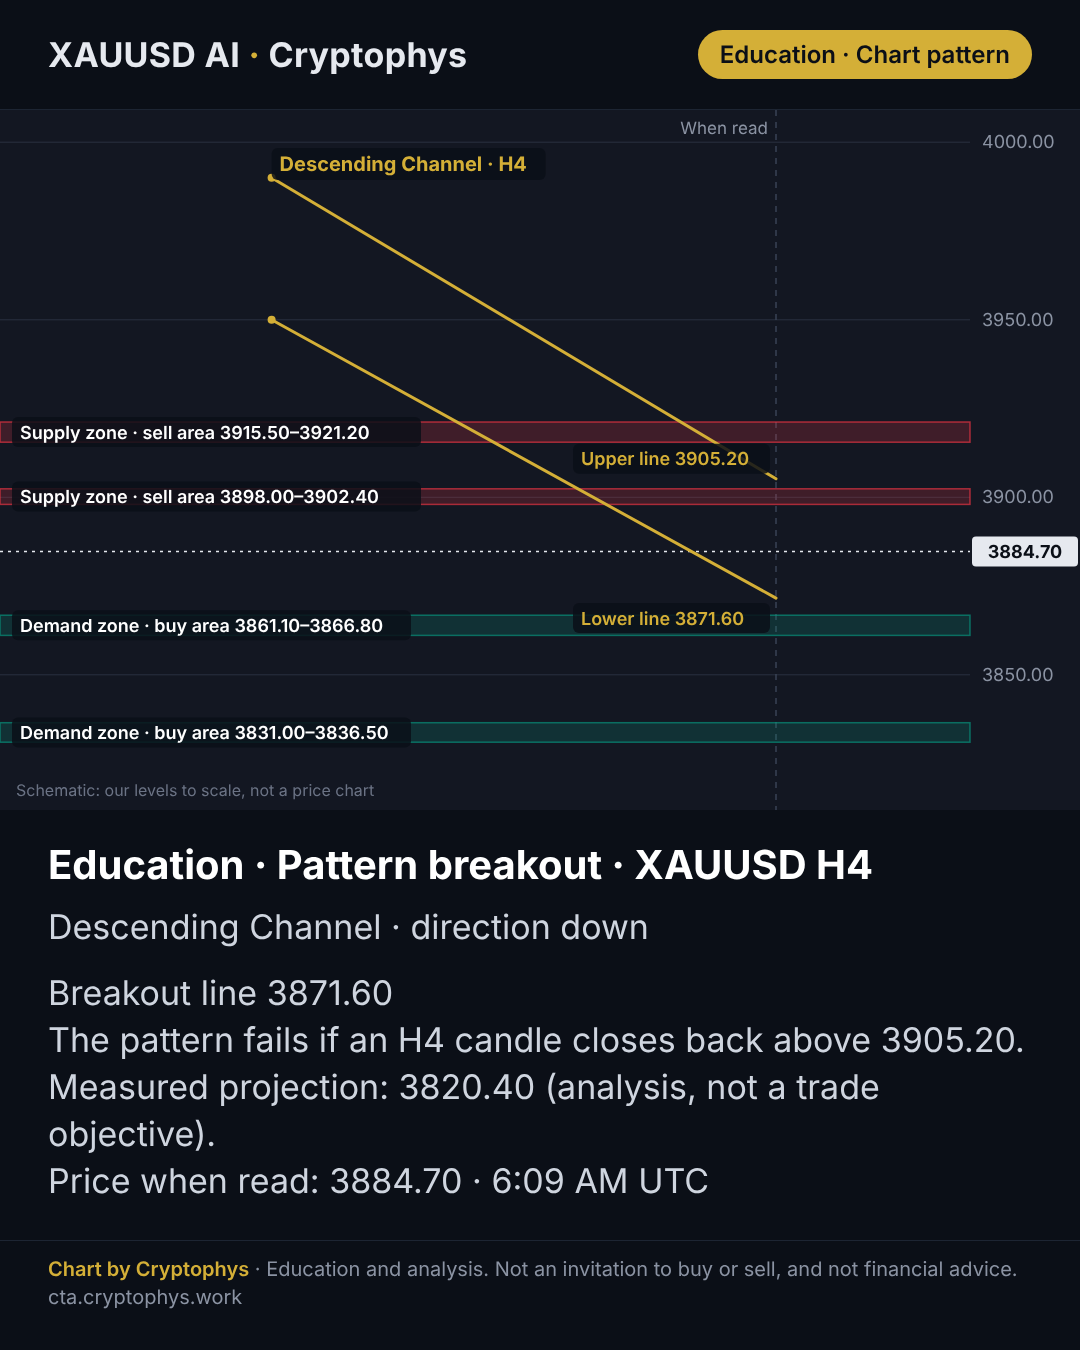 XAUUSD AI · Cryptophys
Education · Chart pattern
When read
4000.00
Descending Channel · H4
3950.00
Supply zone · sell area 3915.50–3921.20
Upper line 3905.20
Supply zone · sell area 3898.00–3902.40
3900.00
3884.70
Demand zone · buy area 3861.10–3866.80
Lower line 3871.60
3850.00
Demand zone · buy area 3831.00–3836.50
Schematic: our levels to scale, not a price chart
Education · Pattern breakout · XAUUSD H4
Descending Channel · direction down
Breakout line 3871.60
The pattern fails if an H4 candle closes back above 3905.20.
Measured projection: 3820.40 (analysis, not a trade
objective).
Price when read: 3884.70 · 6:09 AM UTC
Chart by Cryptophys · Education and analysis. Not an invitation to buy or sell, and not financial advice.
cta.cryptophys.work